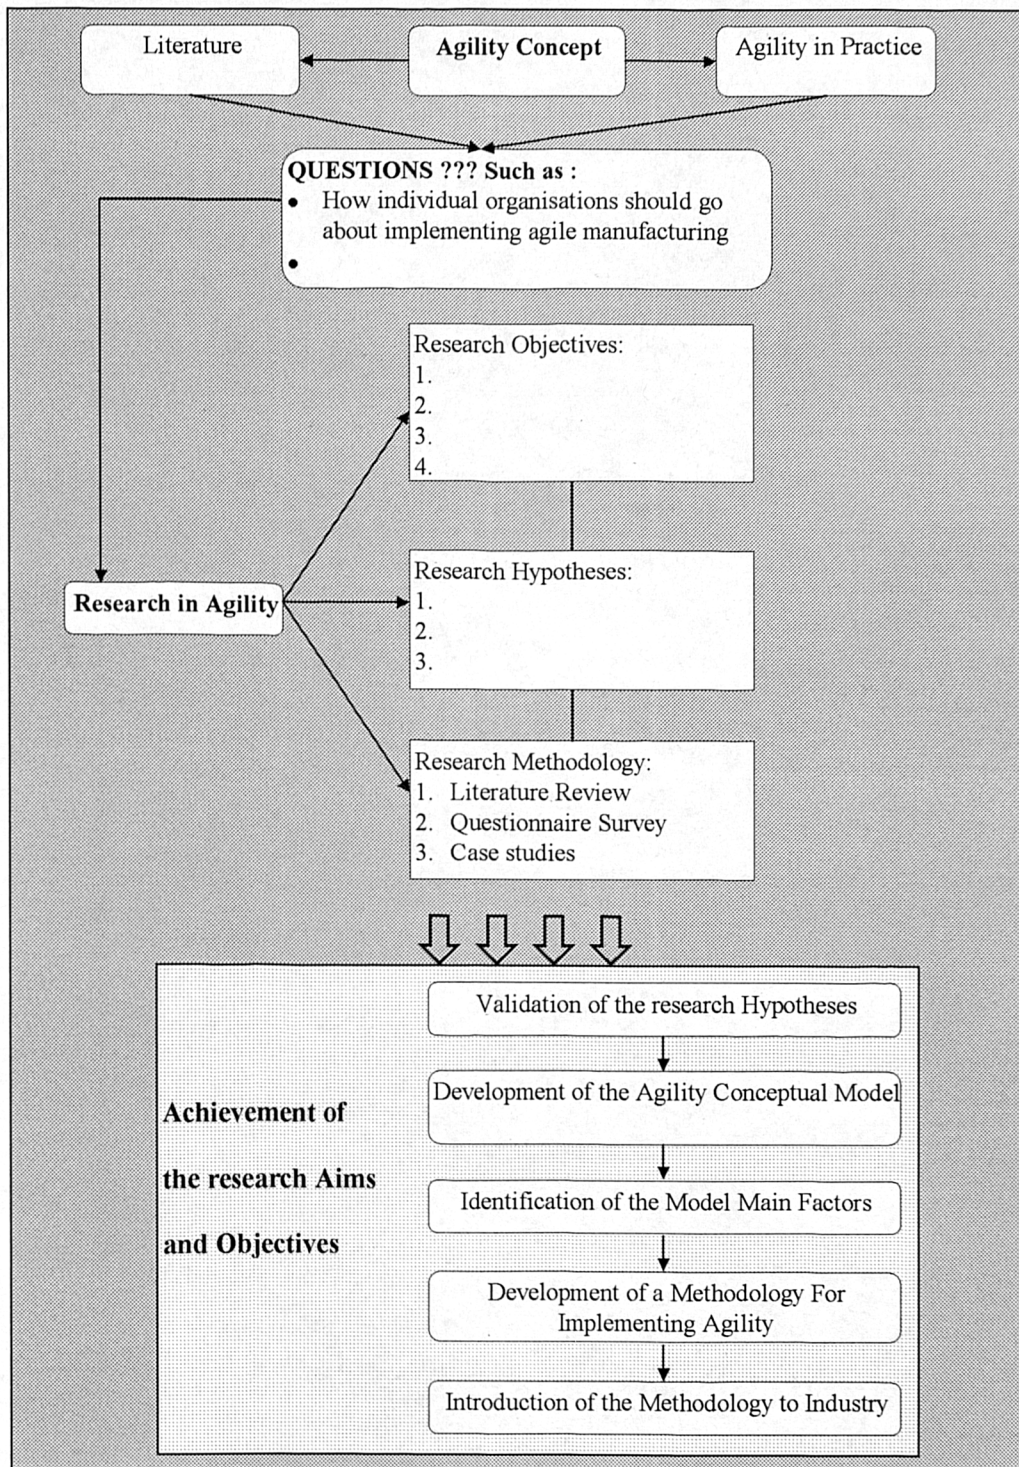 Literature
Agility Concept
Agility in Practice
QUESTIONS ??? Such as :
• How individual organisations should go
about implementing agile manufacturing
•
Research Objectives:
1.
2.
3.
4.
Research in Agility
Research Hypotheses:
1.
2.
3.
Research Methodology:
1. Literature Review
2. Questionnaire Survey
3. Case studies
Achievement of
the research Aims
and Objectives
Validation of the research Hypotheses
Development of the Agility Conceptual Model
Identification of the Model Main Factors
Development of a Methodology For
Implementing Agility
Introduction of the Methodology to Industry